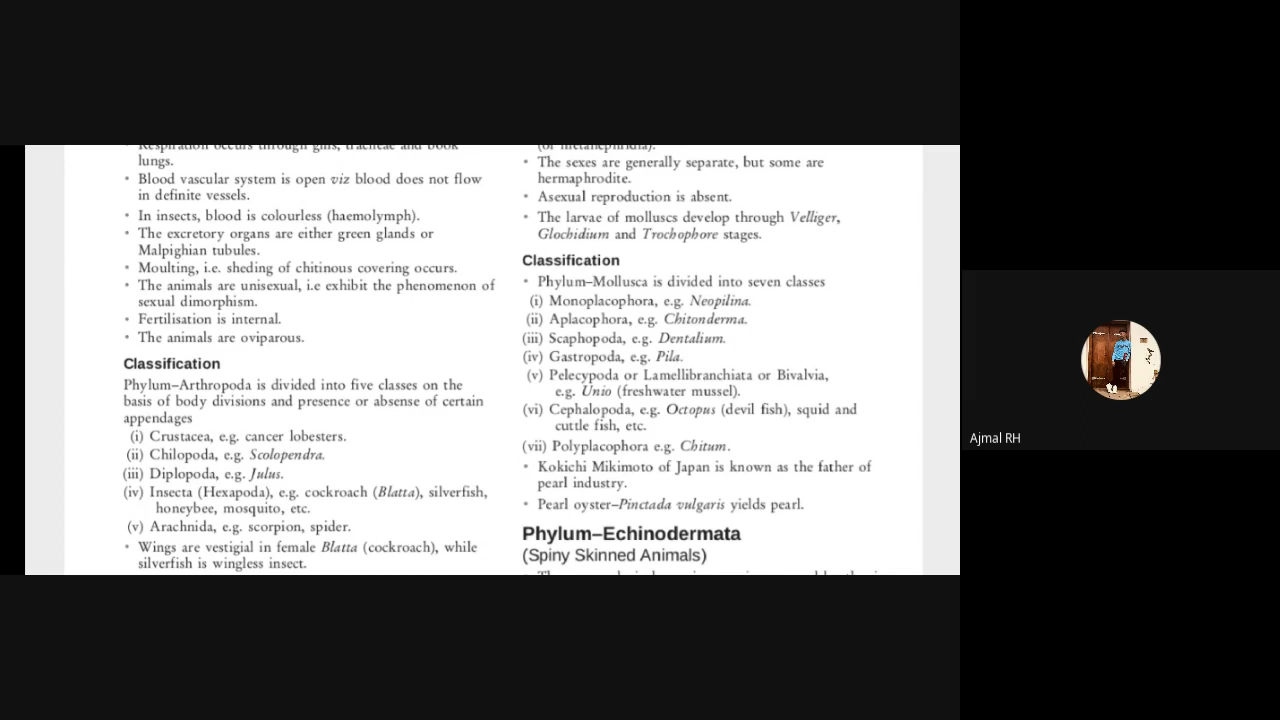 Respiration occurs through gills, tracheae and book
lungs.
• Blood vascular system is open viz blood does not flow
in definite vessels.
• In insects, blood is colourless (haemolymph).
• The excretory organs are either green glands or
Malpighian tubules.
• Moulting, i.e. sheding of chitinous covering occurs.
• The animals are unisexual, i.e exhibit the phenomenon of
sexual dimorphism.
• Fertilisation is internal.
• The animals are oviparous.
Classification
Phylum–Arthropoda is divided into five classes on the
basis of body divisions and presence or absense of certain
appendages
(i) Crustacea, e.g. cancer lobesters.
(ii) Chilopoda, e.g. Scolopendra.
(iii) Diplopoda, e.g. Julus.
(iv) Insecta (Hexapoda), e.g. cockroach (Blatta), silverfish,
honeybee, mosquito, etc.
(v) Arachnida, e.g. scorpion, spider.
• Wings are vestigial in female Blatta (cockroach), while
silverfish is wingless insect.
(or metanephridia).
• The sexes are generally separate, but some are
hermaphrodite.
• Asexual reproduction is absent.
• The larvae of molluscs develop through Velliger,
Glochidium and Trochophore stages.
Classification
• Phylum–Mollusca is divided into seven classes
(i) Monoplacophora, e.g. Neopilina.
(ii) Aplacophora, e.g. Chitonderma.
(iii) Scaphopoda, e.g. Dentalium.
(iv) Gastropoda, e.g. Pila.
(v) Pelecypoda or Lamellibranchiata or Bivalvia,
e.g. Unio (freshwater mussel).
(vi) Cephalopoda, e.g. Octopus (devil fish), squid and
cuttle fish, etc.
(vii) Polyplacophora e.g. Chitum.
• Kokichi Mikimoto of Japan is known as the father of
pearl industry.
• Pearl oyster–Pinctada vulgaris yields pearl.
Phylum–Echinodermata
(Spiny Skinned Animals)
Ajmal RH